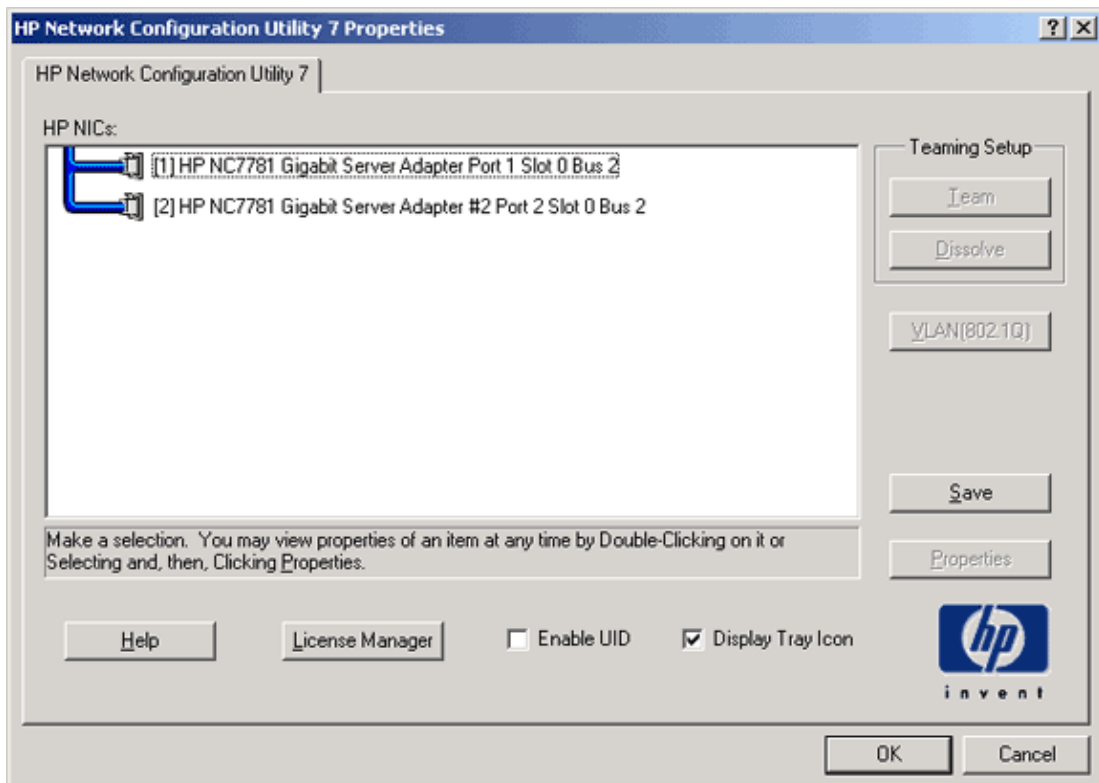 HP Network Configuration Utility 7 Properties
HP Network Configuration Utility 7
HP NICs:
[1] HP NC7781 Gigabit Server Adapter Port 1 Slot 0 Bus 2
[2] HP NC7781 Gigabit Server Adapter #2 Port 2 Slot 0 Bus 2
Teaming Setup
Team
Dissolve
VLAN(802.1Q)
Save
Make a selection. You may view properties of an item at any time by Double-Clicking on it or
Selecting and, then, Clicking Properties.
Properties
Help
License Manager
Enable UID
Display Tray Icon
hp
invent
OK
Cancel